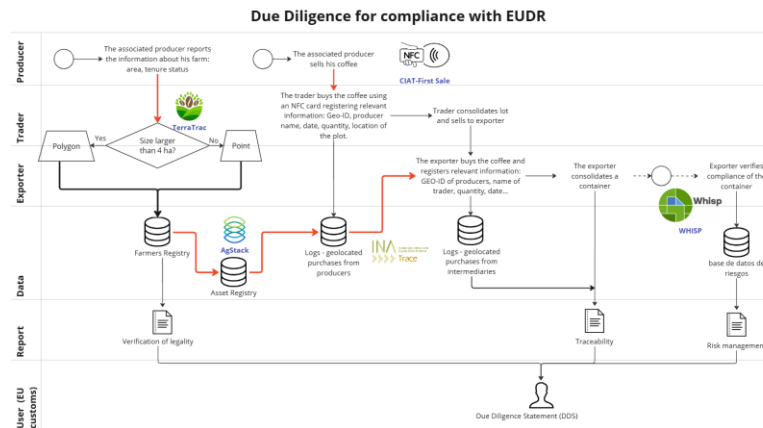 Due Diligence for compliance with EUDR
Producer
The associated producer reports
the information about his farm:
area, tenure status
The associated producer
sells his coffee
NFC
CIAT-First Sale
Trader
TerraTrac
Size larger
than 4 ha?
Yes
No
Polygon
Point
The trader buys the coffee using
an NFC card registering relevant
information: Geo-ID, producer
name, date, quantity, location of
the plot.
Trader consolidates lot
and sells to exporter
Exporter
The exporter buys the coffee and
registers relevant information:
GEO-ID of producers, name of
trader, quantity, date...
The exporter
consolidates a
container
Whisp
WHISP
Exporter verifies
compliance of the
container
Data
Farmers Registry
AgStack
Asset Registry
Logs - geolocated
purchases from
producers
INA
Trace
Logs - geolocated
purchases from
intermediaries
base de datos de
riesgos
Report
Verification of legality
Traceability
Risk management
User (EU
customs)
Due Diligence Statement (DDS)